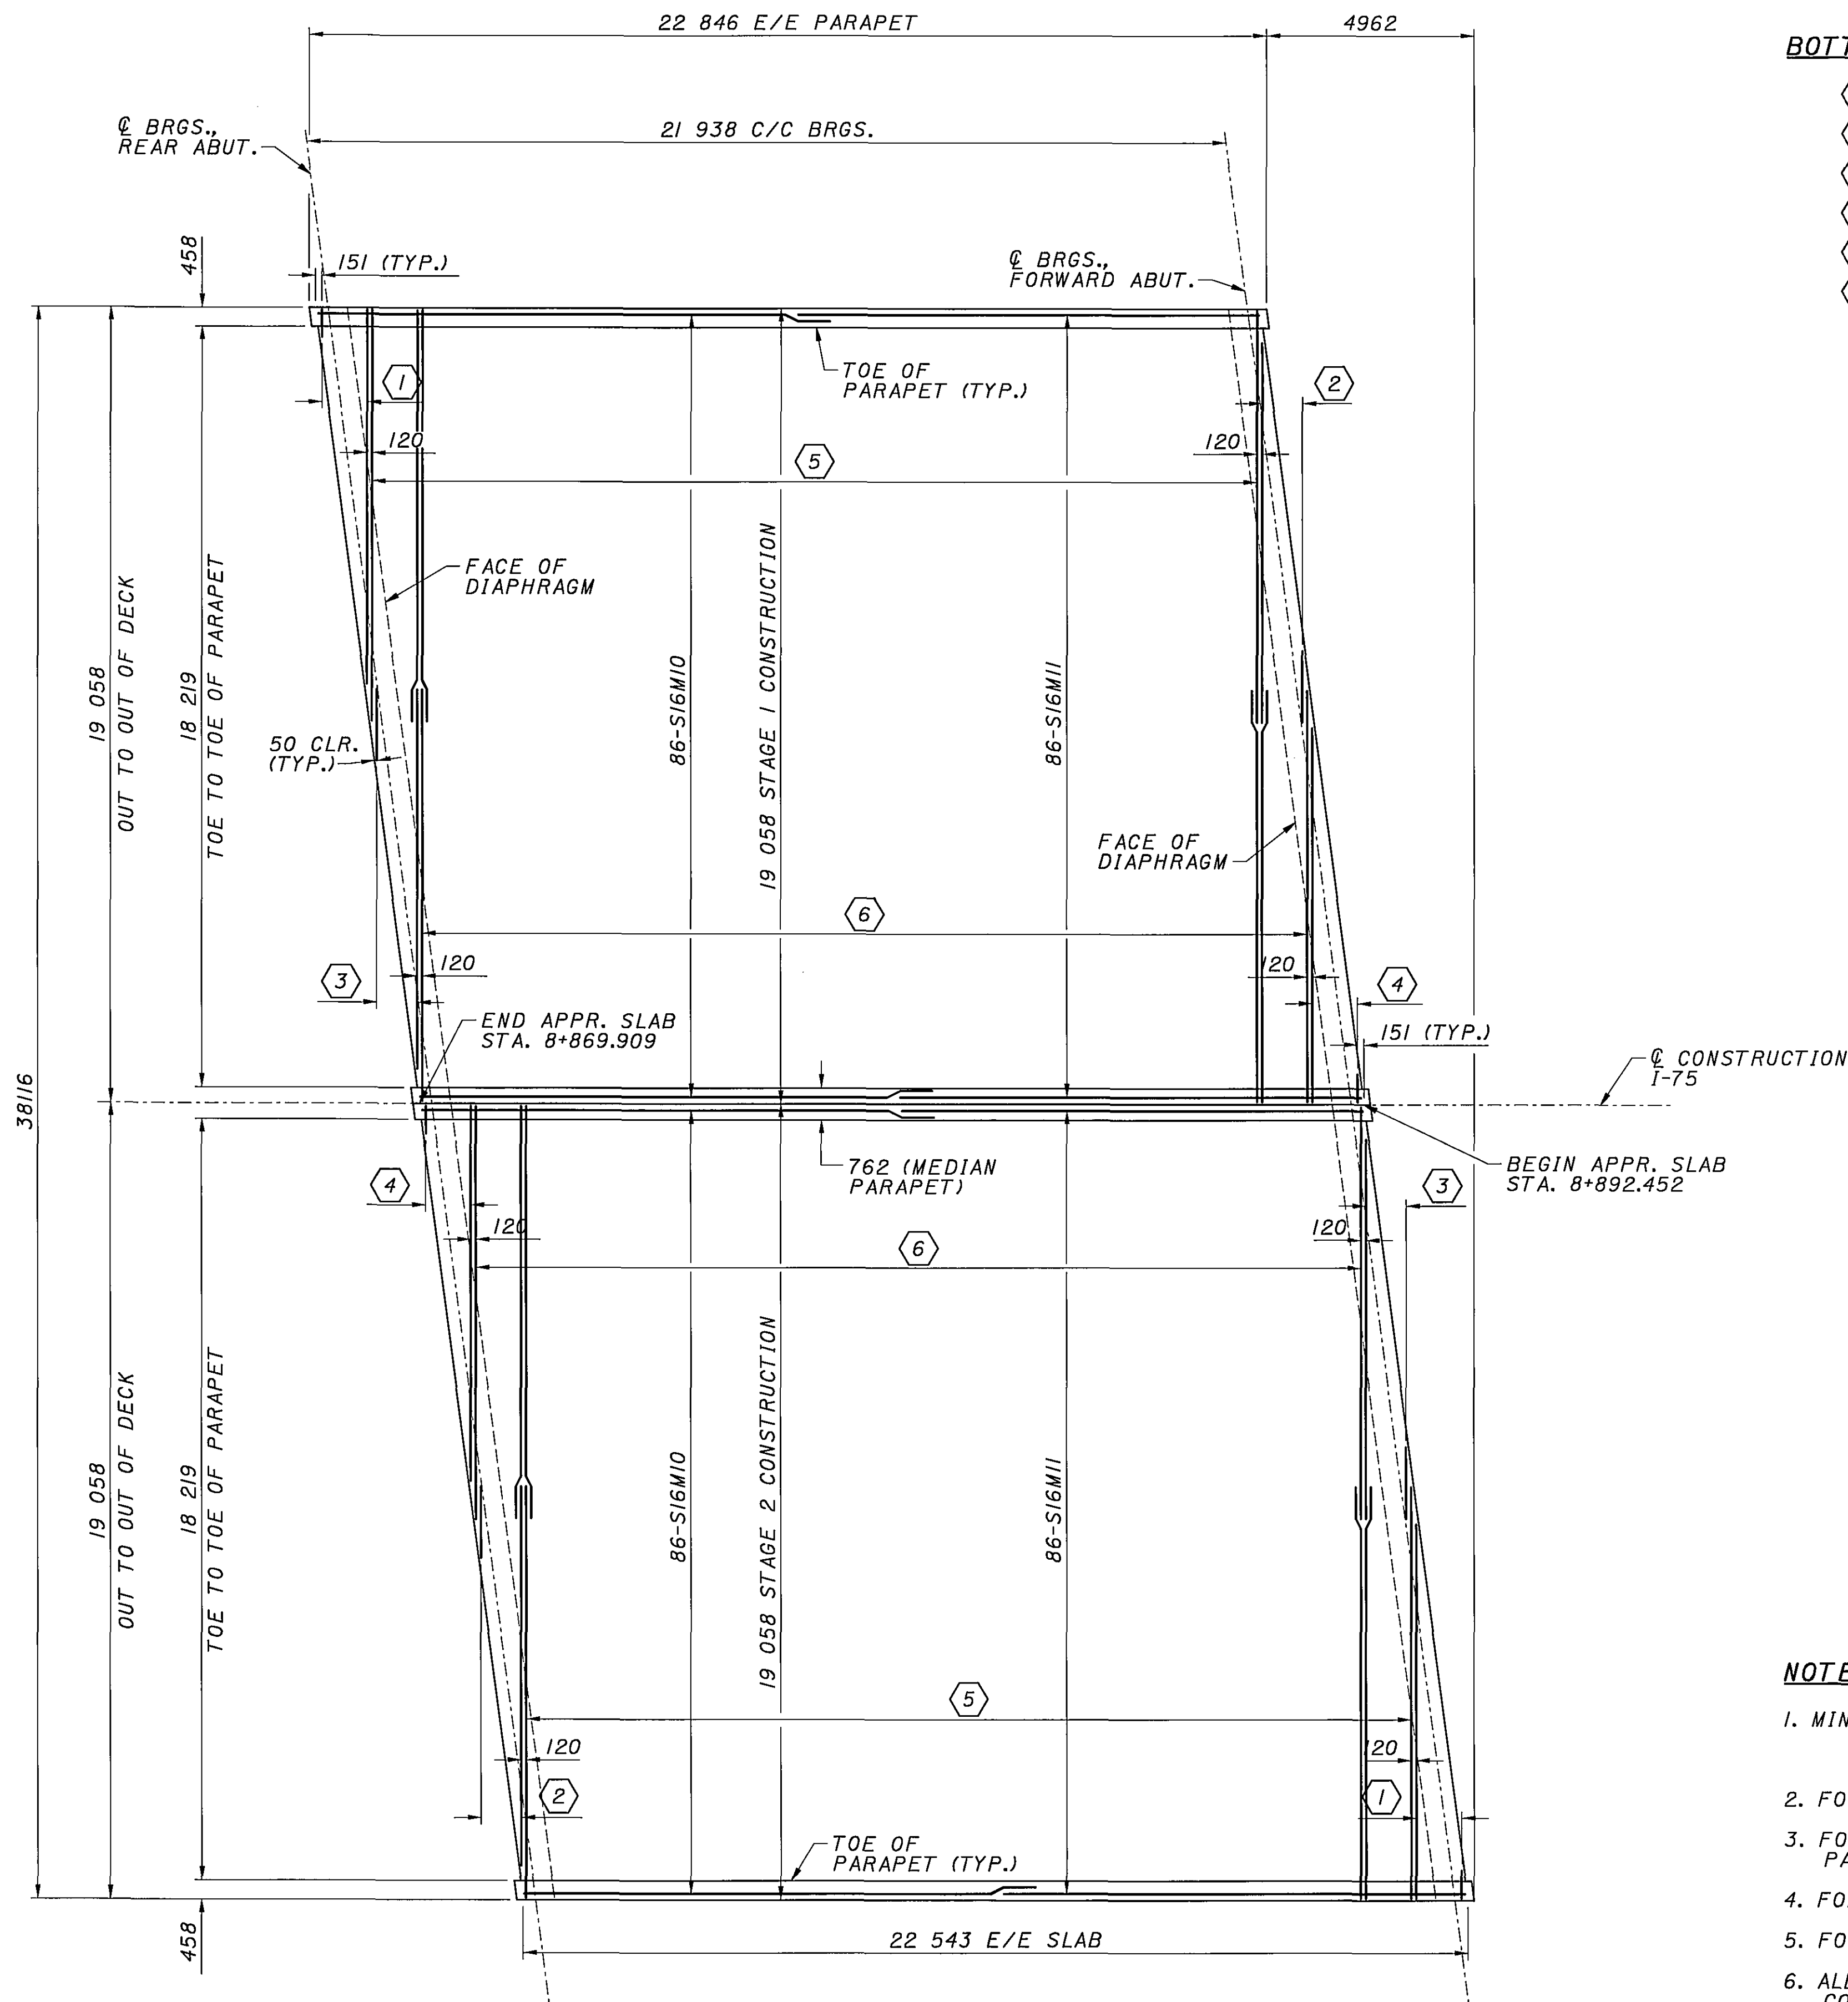 22 846 E/E PARAPET
4962
BOTT
℄ BRGS.,
REAR ABUT.
21 938 C/C BRGS.
458
151 (TYP.)
℄ BRGS.,
FORWARD ABUT.
TOE OF
PARAPET (TYP.)
1
2
120
120
5
FACE OF
DIAPHRAGM
19 058
OUT TO OUT OF DECK
18 219
TOE TO TOE OF PARAPET
86-S16M10
19 058 STAGE 1 CONSTRUCTION
86-S16M11
50 CLR.
(TYP.)
FACE OF
DIAPHRAGM
6
3
120
120
4
END APPR. SLAB
STA. 8+869.909
151 (TYP.)
℄ CONSTRUCTION
I-75
38116
762 (MEDIAN
PARAPET)
BEGIN APPR. SLAB
STA. 8+892.452
4
3
120
120
6
19 058
OUT TO OUT OF DECK
18 219
TOE TO TOE OF PARAPET
86-S16M10
19 058 STAGE 2 CONSTRUCTION
86-S16M11
5
120
120
2
1
TOE OF
PARAPET (TYP.)
458
22 543 E/E SLAB
NOTE
1. MIN
2. FO
3. FO
PA
4. FO
5. FO
6. ALL